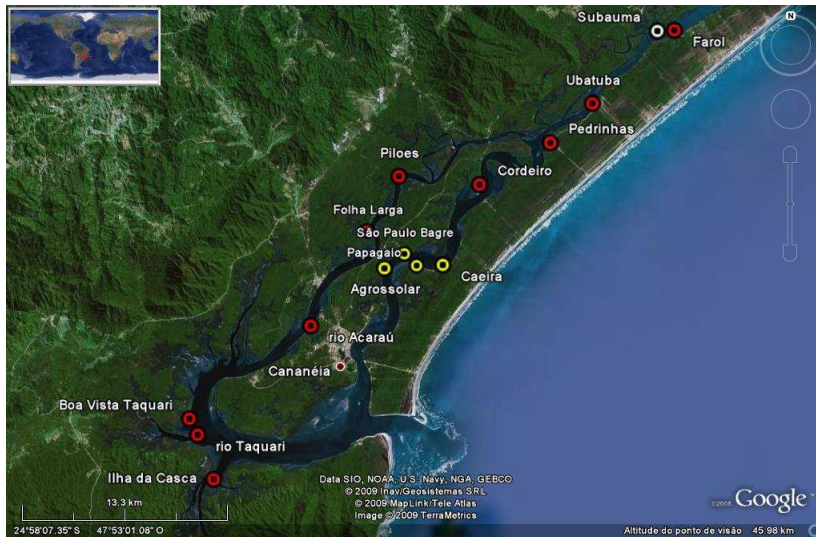 Subauma
N
Farol
Ubatuba
Pedrinhas
Piloes
Cordeiro
Folha Larga
São Paulo Bagre
Papagaio
Caeira
Agrossolar
rio Acaraú
Cananéia
Boa Vista Taquari
rio Taquari
Ilha da Casca
Data SIO, NOAA, U.S. Navy, NGA, GEBCO
© 2009 Inav/Geosistemas SRL
© 2009 MapLink/Tele Atlas
Image © 2009 TerraMetrics
13.3 km
©2008 Google™
24°58'07.35" S 47°53'01.08" O
Altitude do ponto de visão 45.98 km